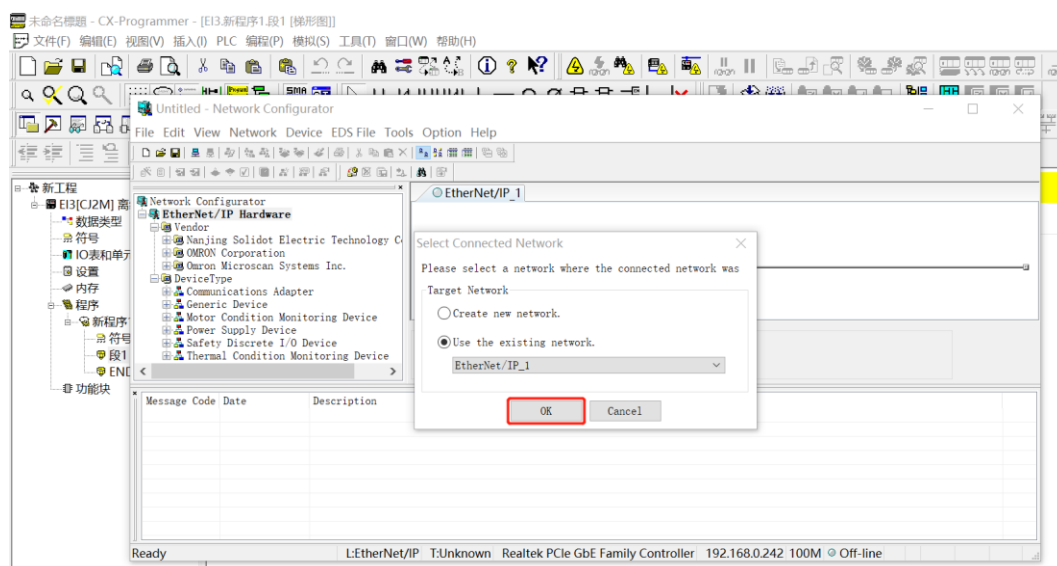 未命名標題 - CX-Programmer - [EI3.新程序1.段1 [梯形图]]
文件(F) 编辑(E) 视图(V) 插入(I) PLC 编程(P) 模拟(S) 工具(T) 窗口(W) 帮助(H)
Untitled - Network Configurator
File Edit View Network Device EDS File Tools Option Help
新工程
EI3[CJ2M] 离
数据类型
符号
IO表和单元
设置
内存
程序
新程序
符号
段1
END
功能块
Network Configurator
EtherNet/IP Hardware
Vendor
Nanjing Solidot Electric Technology C
OMRON Corporation
Omron Microscan Systems Inc.
DeviceType
Communications Adapter
Generic Device
Motor Condition Monitoring Device
Power Supply Device
Safety Discrete I/O Device
Thermal Condition Monitoring Device
EtherNet/IP_1
Select Connected Network
Please select a network where the connected network was
Target Network
Create new network.
Use the existing network.
EtherNet/IP_1
OK Cancel
Message Code Date Description
Ready L:EtherNet/IP T:Unknown Realtek PCIe GbE Family Controller 192.168.0.242 100M Off-line